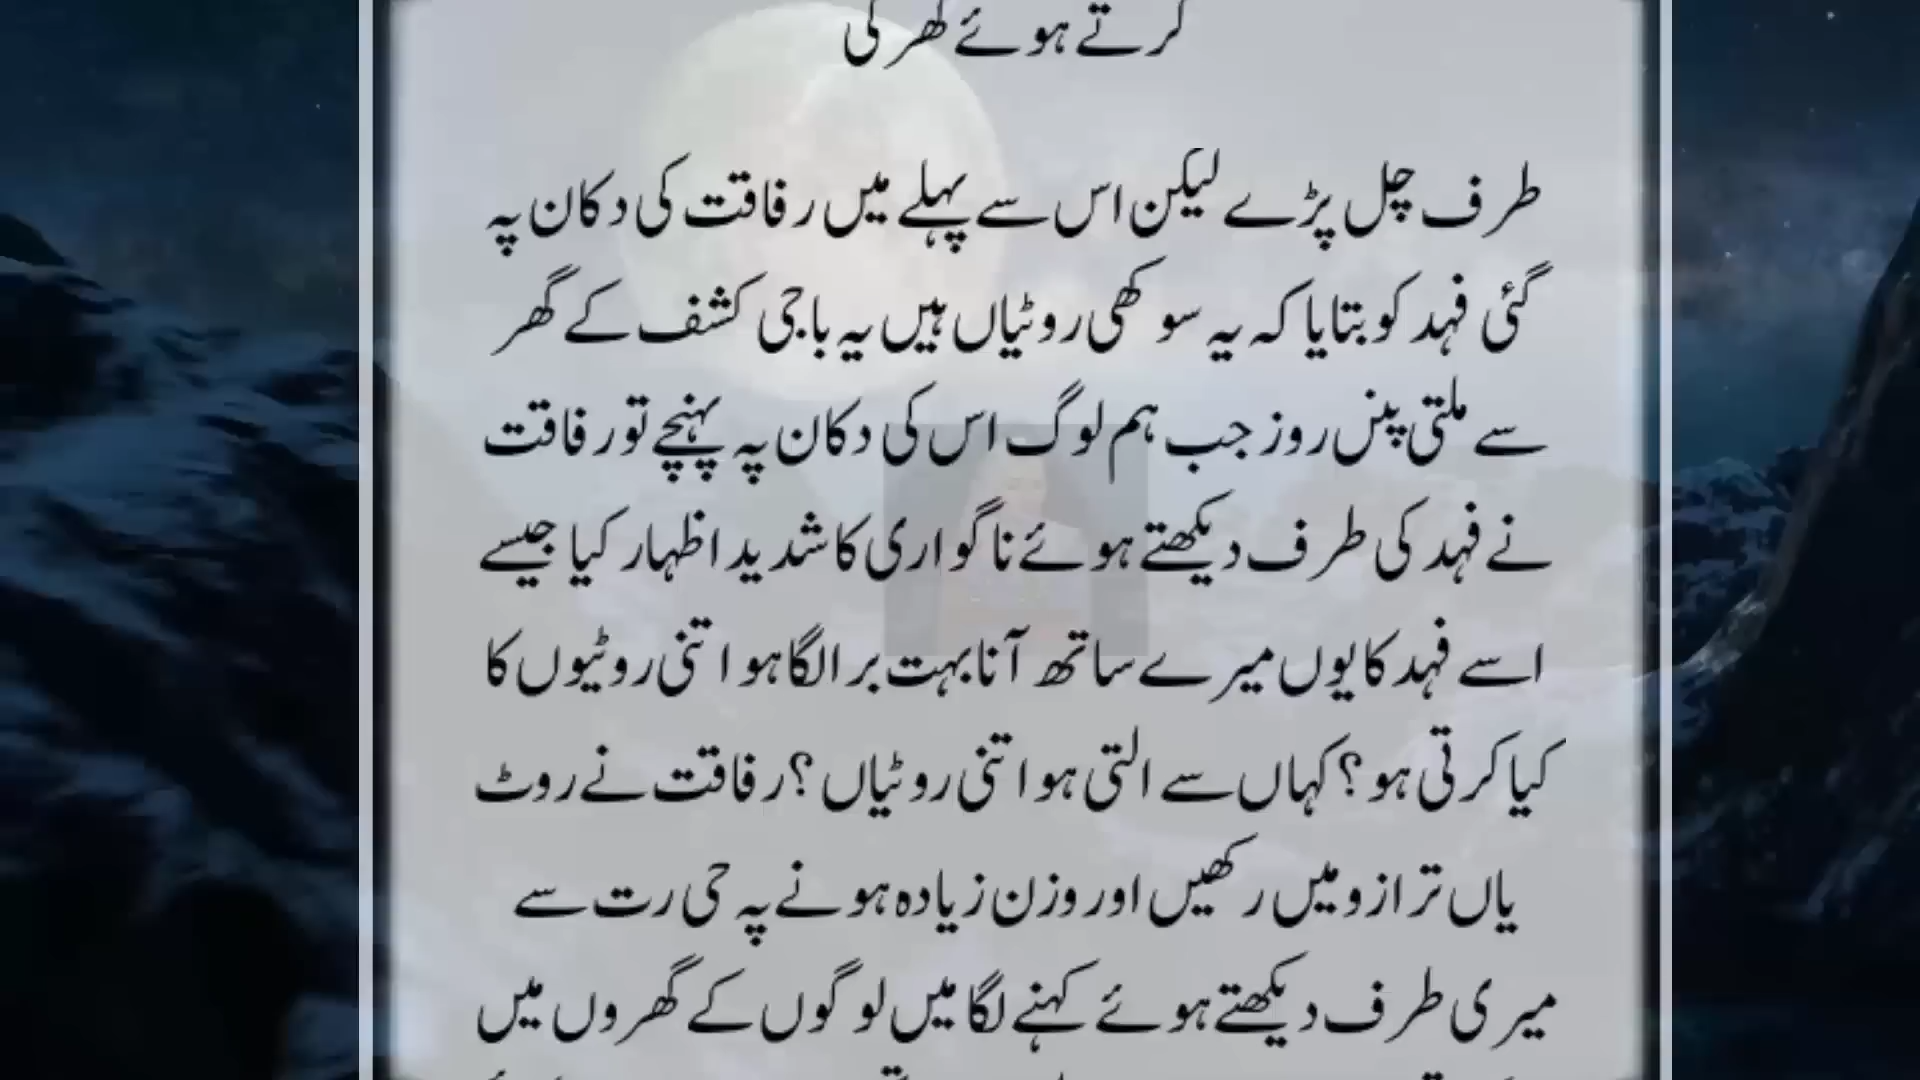 کرتے ہوئے گھر کی
طرف چل پڑے لیکن اس سے پہلے میں رفاقت کی دکان پہ
گئی فہد کو بتایا کہ یہ سوکھی روٹیاں ہیں یہ باجی کشف کے گھر
سے ملتی پنس روز جب ہم لوگ اس کی دکان پہ پہنچے تو رفاقت
نے فہد کی طرف دیکھتے ہوئے ناگواری کا شدید اظہار کیا جیسے
اسے فہد کا یوں میرے ساتھ آنا بہت برالگا ہو اتنی روٹیوں کا
کیا کرتی ہو؟ کہاں سے التی ہو اتنی روٹیاں؟ رفاقت نے روٹ
یاں ترازو میں رکھیں اور وزن زیادہ ہونے پہ حی رت سے
میری طرف دیکھتے ہوئے کہنے لگا میں لوگوں کے گھروں میں